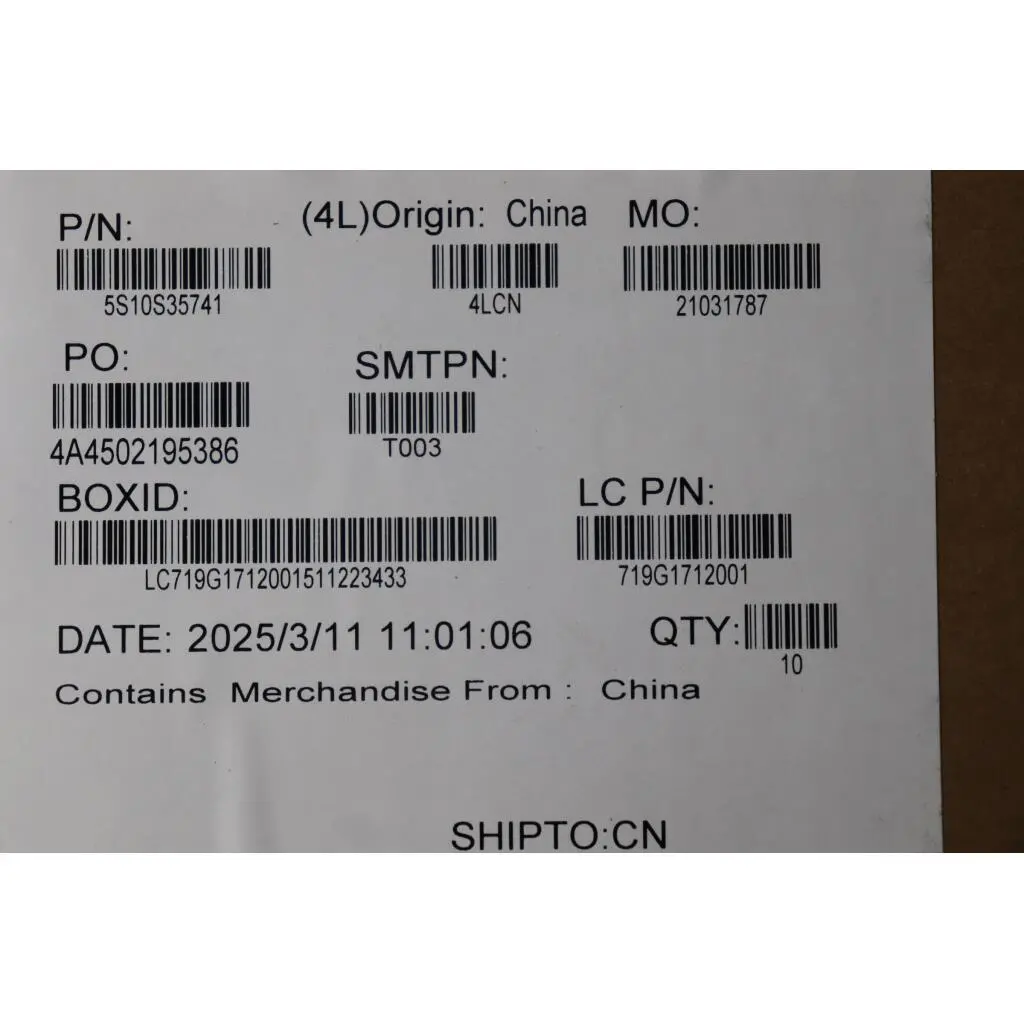 P/N: (4L)Origin: China MO:
5S10S35741 4LCN 21031787
PO: SMTPN:
4A4502195386 T003
BOXID: LC P/N:
LC719G1712001511223433 719G1712001
DATE: 2025/3/11 11:01:06 QTY:
10
Contains Merchandise From : China
SHIPTO:CN